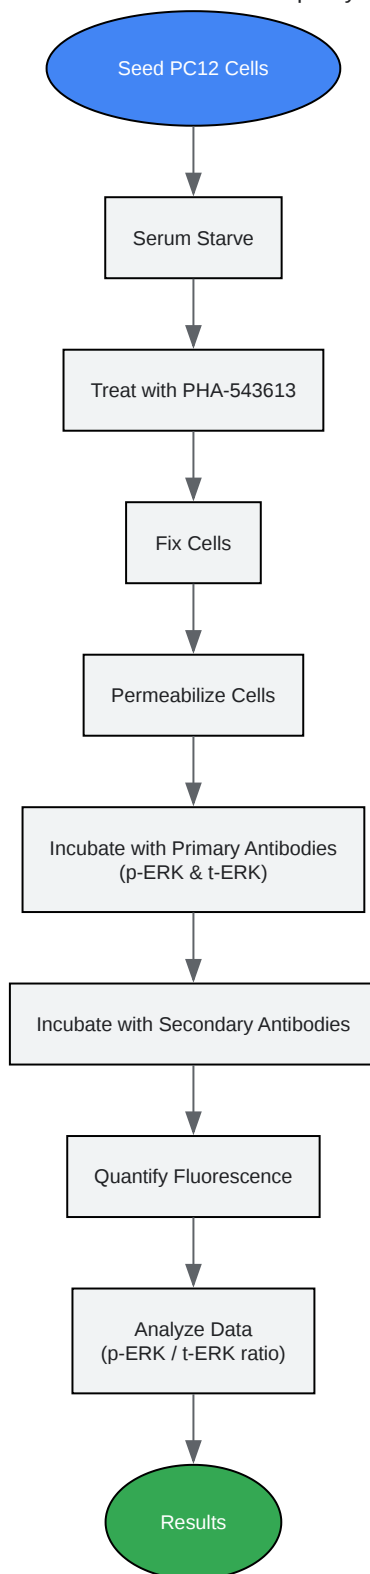 Seed PC12 Cells
Serum Starve
Treat with PHA-543613
Fix Cells
Permeabilize Cells
Incubate with Primary Antibodies
(p-ERK & t-ERK)
Incubate with Secondary Antibodies
Quantify Fluorescence
Analyze Data
(p-ERK / t-ERK ratio)
Results